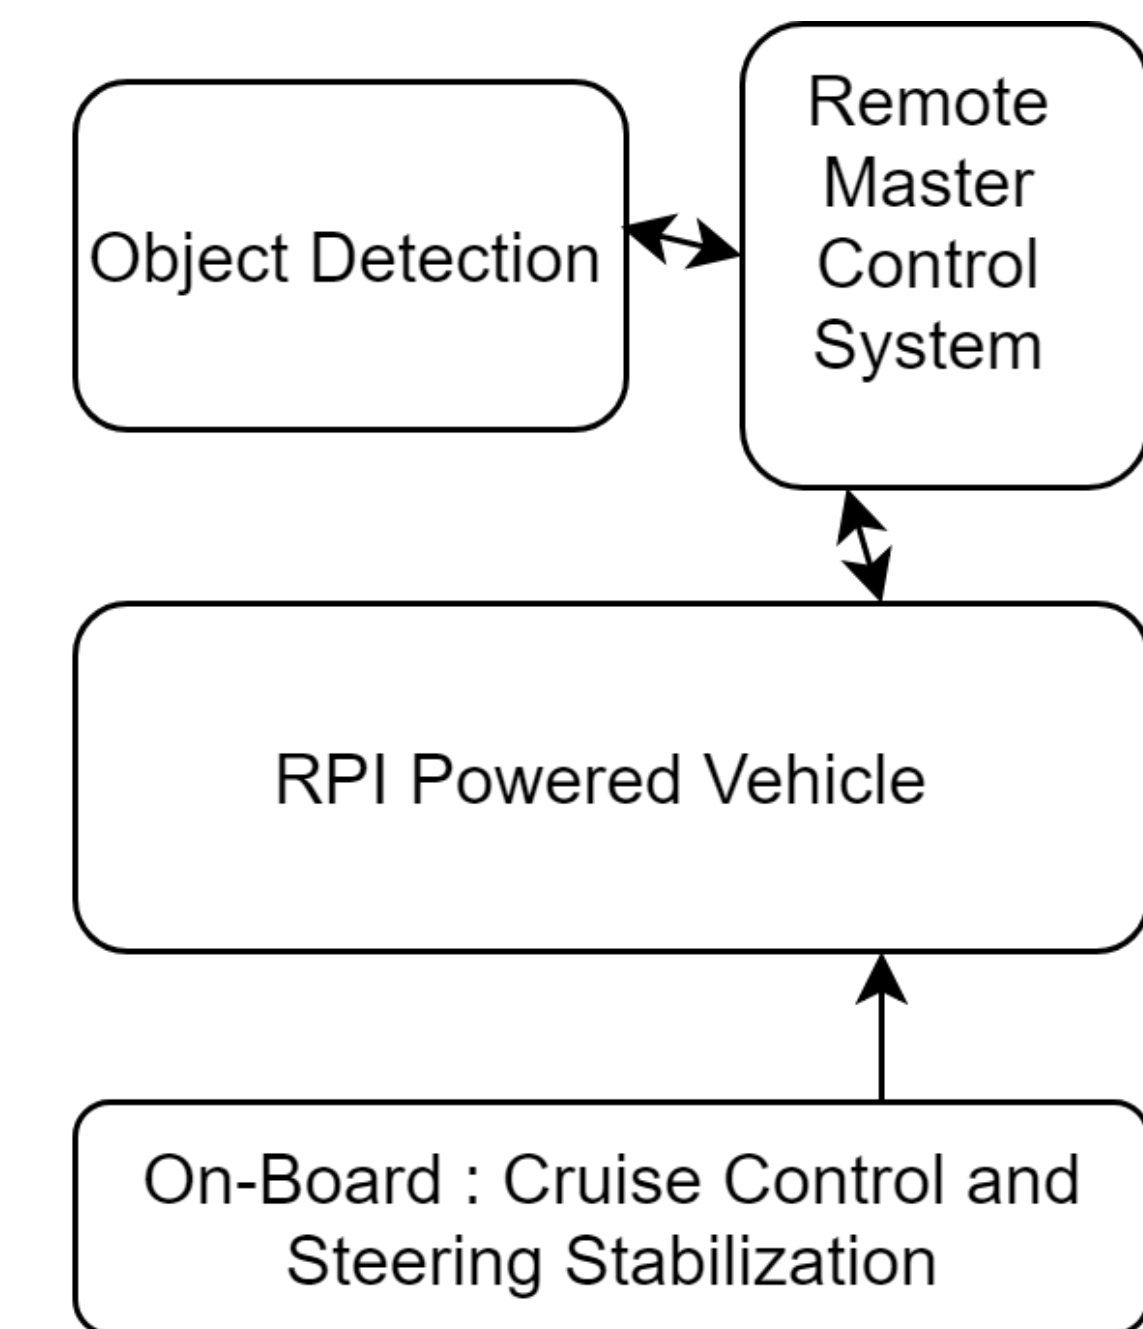 Object Detection
Remote
Master
Control
System
RPI Powered Vehicle
On-Board : Cruise Control and
Steering Stabilization